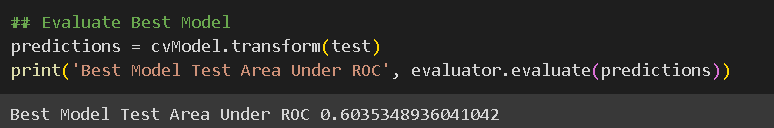 ## Evaluate Best Model
predictions = cvModel.transform(test)
print('Best Model Test Area Under ROC', evaluator.evaluate(predictions))
Best Model Test Area Under ROC 0.6035348936041042